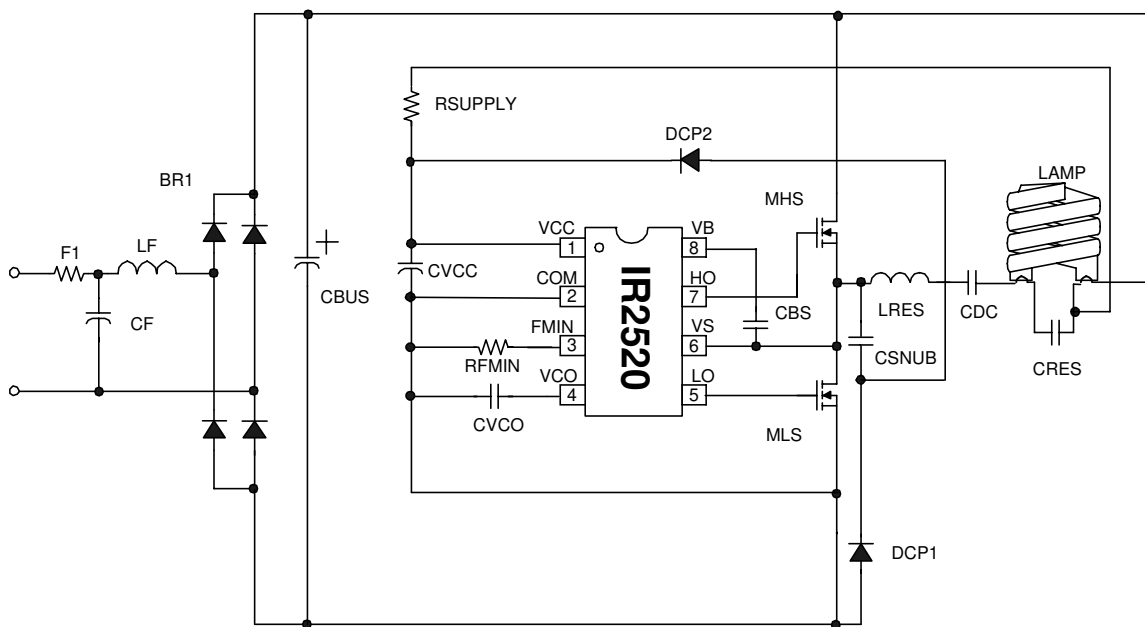 RSUPPLY
DCP2
LAMP
BR1
MHS
F1
LF
VCC
1
VB
8
CVCC
COM
2
HO
7
CBUS
CF
IR2520
CBS
LRES
CDC
FMIN
3
VS
6
RFMIN
CSNUB
CRES
VCO
4
LO
5
CVCO
MLS
DCP1